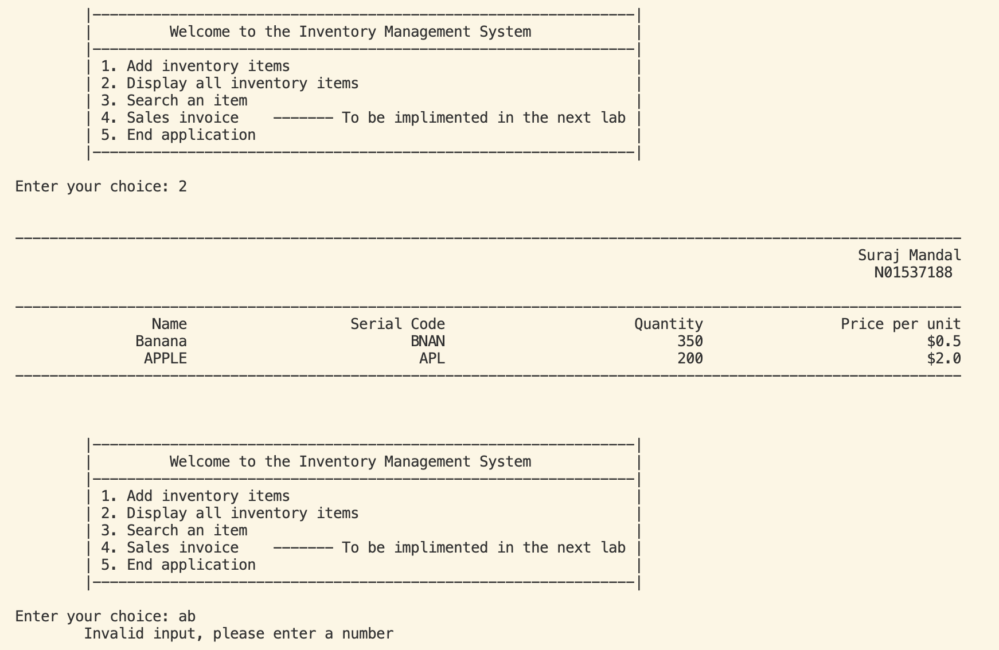 |---------------------------------------------------------------|
|         Welcome to the Inventory Management System            |
|---------------------------------------------------------------|
| 1. Add inventory items                                        |
| 2. Display all inventory items                                |
| 3. Search an item                                             |
| 4. Sales invoice    ------- To be implimented in the next lab |
| 5. End application                                            |
|---------------------------------------------------------------|
Enter your choice: 2
--------------------------------------------------------------------------------------------------------------
Suraj Mandal
N01537188
--------------------------------------------------------------------------------------------------------------
Name Serial Code Quantity Price per unit
Banana BNAN 350 $0.5
APPLE APL 200 $2.0
--------------------------------------------------------------------------------------------------------------
|---------------------------------------------------------------|
|         Welcome to the Inventory Management System            |
|---------------------------------------------------------------|
| 1. Add inventory items                                        |
| 2. Display all inventory items                                |
| 3. Search an item                                             |
| 4. Sales invoice    ------- To be implimented in the next lab |
| 5. End application                                            |
|---------------------------------------------------------------|
Enter your choice: ab
Invalid input, please enter a number